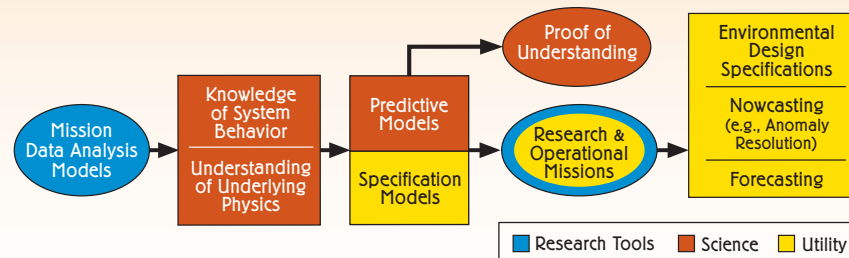 Mission
Data Analysis
Models
Knowledge
of System
Behavior
Understanding
of Underlying
Physics
Predictive
Models
Specification
Models
Proof of
Understanding
Research &
Operational
Missions
Environmental
Design
Specifications
Nowcasting
(e.g., Anomaly
Resolution)
Forecasting
Research Tools
Science
Utility